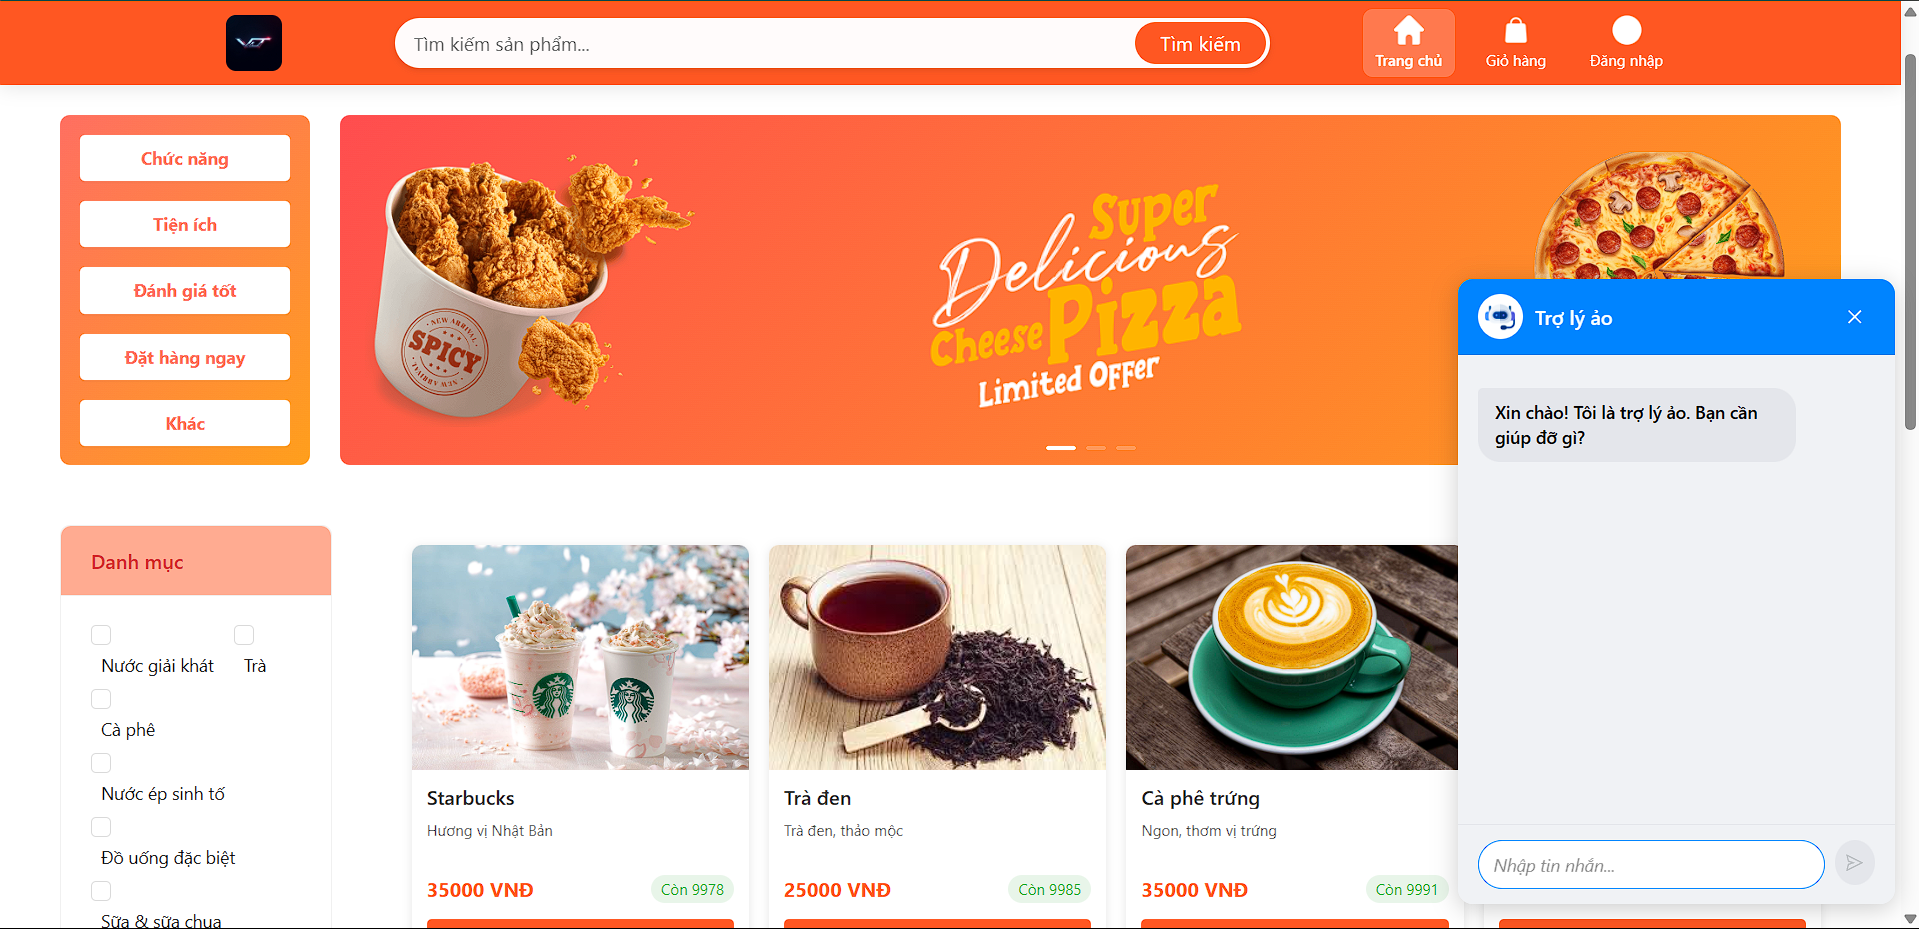 VIT
Tìm kiếm sản phẩm...
Tìm kiếm
Trang chủ
Giỏ hàng
Đăng nhập
Chức năng
Tiện ích
Đánh giá tốt
Đặt hàng ngay
Khác
NEW ARRIVAL
SPICY
NEW ARRIVAL
Super
Delicious
Cheese Pizza
Limited Offer
Trợ lý ảo
Xin chào! Tôi là trợ lý ảo. Bạn cần
giúp đỡ gì?
Nhập tin nhắn...
Danh mục
Nước giải khát
Trà
Cà phê
Nước ép sinh tố
Đồ uống đặc biệt
Sữa & sữa chua
Starbucks
Hương vị Nhật Bản
35000 VNĐ
Còn 9978
Trà đen
Trà đen, thảo mộc
25000 VNĐ
Còn 9985
Cà phê trứng
Ngon, thơm vị trứng
35000 VNĐ
Còn 9991